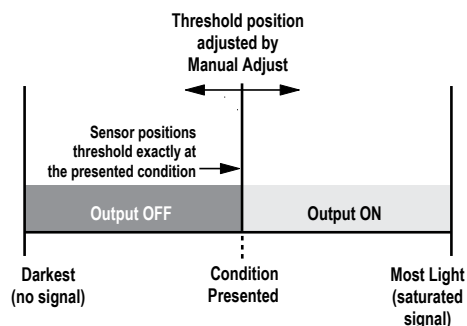 Threshold position
adjusted by
Manual Adjust
Sensor positions
threshold exactly at
the presented condition
Output OFF
Output ON
Darkest
(no signal)
Condition
Presented
Most Light
(saturated
signal)